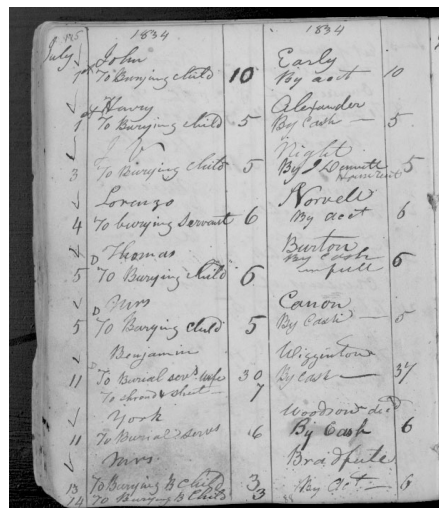 1834 1834
July
John Early
1 To Burying child 10 By acct 10
Henry Alexander
1 To Burying child 5 By Cash — 5
Night
3 To Burying child 5 By J Dennett 5
Lorenzo Norvell
4 To burying Servant 6 By acct 6
Thomas Burton
5 To Burying child 6 By Cash 6
in full
Mrs Canon
5 To Burying child 5 By Cash — 5
Benjamin Wigginton
11 To Burial servt wife 30 By Cash — 37
To shroud & sheet — 7
York Woodson
11 To Burial servt 6 By Cash 6
Mrs. Bradfute
13 To Burying B Child 3 By Act — 6
14 To Burying B Child 3